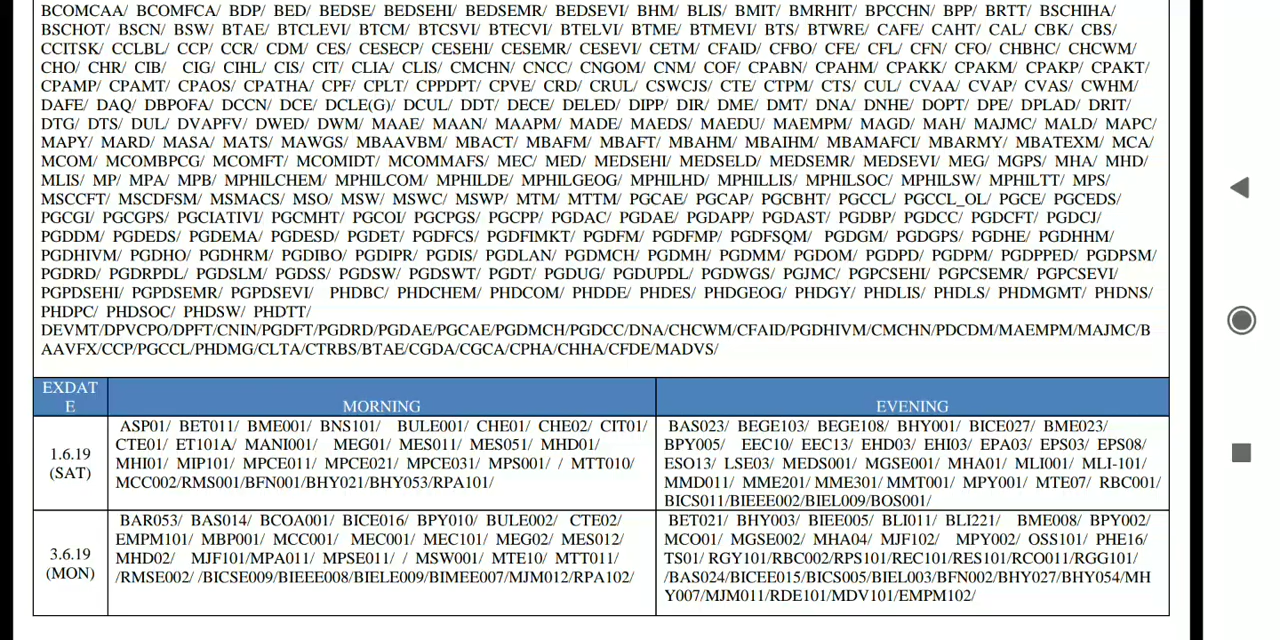 BCOMCAA/ BCOMFCA/ BDP/ BED/ BEDSE/ BEDSEHI/ BEDSEMR/ BEDSEVI/ BHM/ BLIS/ BMIT/ BMRHIT/ BPCCHN/ BPP/ BRTT/ BSCHIHA/
BSCHOT/ BSCN/ BSW/ BTAE/ BTCLEVI/ BTCM/ BTCSVI/ BTECVI/ BTELVI/ BTME/ BTMEVI/ BTS/ BTWRE/ CAFE/ CAHT/ CAL/ CBK/ CBS/
CCITSK/ CCLBL/ CCP/ CCR/ CDM/ CES/ CESECP/ CESEHI/ CESEMR/ CESEVI/ CETM/ CFAID/ CFBO/ CFE/ CFL/ CFN/ CFO/ CHBHC/ CHCWM/
CHO/ CHR/ CIB/ CIG/ CIHL/ CIS/ CIT/ CLIA/ CLIS/ CMCHN/ CNCC/ CNGOM/ CNM/ COF/ CPABN/ CPAHM/ CPAKK/ CPAKM/ CPAKP/ CPAKT/
CPAMP/ CPAMT/ CPAOS/ CPATHA/ CPF/ CPLT/ CPPDPT/ CPVE/ CRD/ CRUL/ CSWCJS/ CTE/ CTPM/ CTS/ CUL/ CVAA/ CVAP/ CVAS/ CWHM/
DAFE/ DAQ/ DBPOFA/ DCCN/ DCE/ DCLE(G)/ DCUL/ DDT/ DECE/ DELED/ DIPP/ DIR/ DME/ DMT/ DNA/ DNHE/ DOPT/ DPE/ DPLAD/ DRIT/
DTG/ DTS/ DUL/ DVAPFV/ DWED/ DWM/ MAAE/ MAAN/ MAAPM/ MADE/ MAEDS/ MAEDU/ MAEMPM/ MAGD/ MAH/ MAJMC/ MALD/ MAPC/
MAPY/ MARD/ MASA/ MATS/ MAWGS/ MBAAVBM/ MBACT/ MBAFM/ MBAFT/ MBAHM/ MBAIHM/ MBAMAFCI/ MBARMY/ MBATEXM/ MCA/
MCOM/ MCOMBPCG/ MCOMFT/ MCOMIDT/ MCOMMAFS/ MEC/ MED/ MEDSEHI/ MEDSELD/ MEDSEMR/ MEDSEVI/ MEG/ MGPS/ MHA/ MHD/
MLIS/ MP/ MPA/ MPB/ MPHILCHEM/ MPHILCOM/ MPHILDE/ MPHILGEOG/ MPHILHD/ MPHILLIS/ MPHILSOC/ MPHILSW/ MPHILTT/ MPS/
MSCCFT/ MSCDFSM/ MSMACS/ MSO/ MSW/ MSWC/ MSWP/ MTM/ MTTM/ PGCAE/ PGCAP/ PGCBHT/ PGCCL/ PGCCL_OL/ PGCE/ PGCEDS/
PGCGI/ PGCGPS/ PGCIATIVI/ PGCMHT/ PGCOI/ PGCPGS/ PGCPP/ PGDAC/ PGDAE/ PGDAPP/ PGDAST/ PGDBP/ PGDCC/ PGDCFT/ PGDCJ/
PGDDM/ PGDEDS/ PGDEMA/ PGDESD/ PGDET/ PGDFCS/ PGDFIMKT/ PGDFM/ PGDFMP/ PGDFSQM/ PGDGM/ PGDGPS/ PGDHE/ PGDHHM/
PGDHIVM/ PGDHO/ PGDHRM/ PGDIBO/ PGDIPR/ PGDIS/ PGDLAN/ PGDMCH/ PGDMH/ PGDMM/ PGDOM/ PGDPD/ PGDPM/ PGDPPED/ PGDPSM/
PGDRD/ PGDRPDL/ PGDSLM/ PGDSS/ PGDSW/ PGDSWT/ PGDT/ PGDUG/ PGDUPDL/ PGDWGS/ PGJMC/ PGPCSEHI/ PGPCSEMR/ PGPCSEVI/
PGPDSEHI/ PGPDSEMR/ PGPDSEVI/ PHDBC/ PHDCHEM/ PHDCOM/ PHDDE/ PHDES/ PHDGEOG/ PHDGY/ PHDLIS/ PHDLS/ PHDMGMT/ PHDNS/
PHDPC/ PHDSOC/ PHDSW/ PHDTT/
DEVMT/DPVCPO/DPFT/CNIN/PGDFT/PGDRD/PGDAE/PGCAE/PGDMCH/PGDCC/DNA/CHCWM/CFAID/PGDHIVM/CMCHN/PDCDM/MAEMPM/MAJMC/B
AAVFX/CCP/PGCCL/PHDMG/CLTA/CTRBS/BTAE/CGDA/CGCA/CPHA/CHHA/CFDE/MADVS/
EXDAT
E
MORNING
EVENING
1.6.19
(SAT)
ASP01/ BET011/ BME001/ BNS101/ BULE001/ CHE01/ CHE02/ CIT01/
CTE01/ ET101A/ MANI001/ MEG01/ MES011/ MES051/ MHD01/
MHI01/ MIP101/ MPCE011/ MPCE021/ MPCE031/ MPS001/ / MTT010/
MCC002/RMS001/BFN001/BHY021/BHY053/RPA101/
BAS023/ BEGE103/ BEGE108/ BHY001/ BICE027/ BME023/
BPY005/ EEC10/ EEC13/ EHD03/ EHI03/ EPA03/ EPS03/ EPS08/
ESO13/ LSE03/ MEDS001/ MGSE001/ MHA01/ MLI001/ MLI-101/
MMD011/ MME201/ MME301/ MMT001/ MPY001/ MTE07/ RBC001/
BICS011/BIEEE002/BIEL009/BOS001/
3.6.19
(MON)
BAR053/ BAS014/ BCOA001/ BICE016/ BPY010/ BULE002/ CTE02/
EMPM101/ MBP001/ MCC001/ MEC001/ MEC101/ MEG02/ MES012/
MHD02/ MJF101/MPA011/ MPSE011/ / MSW001/ MTE10/ MTT011/
/RMSE002/ /BICSE009/BIEEE008/BIELE009/BIMEE007/MJM012/RPA102/
BET021/ BHY003/ BIEE005/ BLI011/ BLI221/ BME008/ BPY002/
MCO01/ MGSE002/ MHA04/ MJF102/ MPY002/ OSS101/ PHE16/
TS01/ RGY101/RBC002/RPS101/REC101/RES101/RCO011/RGG101/
/BAS024/BICEE015/BICS005/BIEL003/BFN002/BHY027/BHY054/MH
Y007/MJM011/RDE101/MDV101/EMPM102/